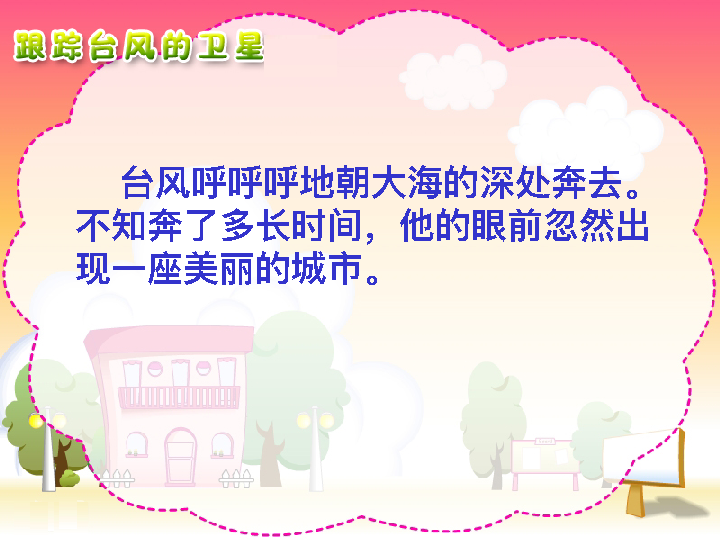 跟踪台风的卫星
台风呼呼呼地朝大海的深处奔去。
不知奔了多长时间，他的眼前忽然出
现一座美丽的城市。